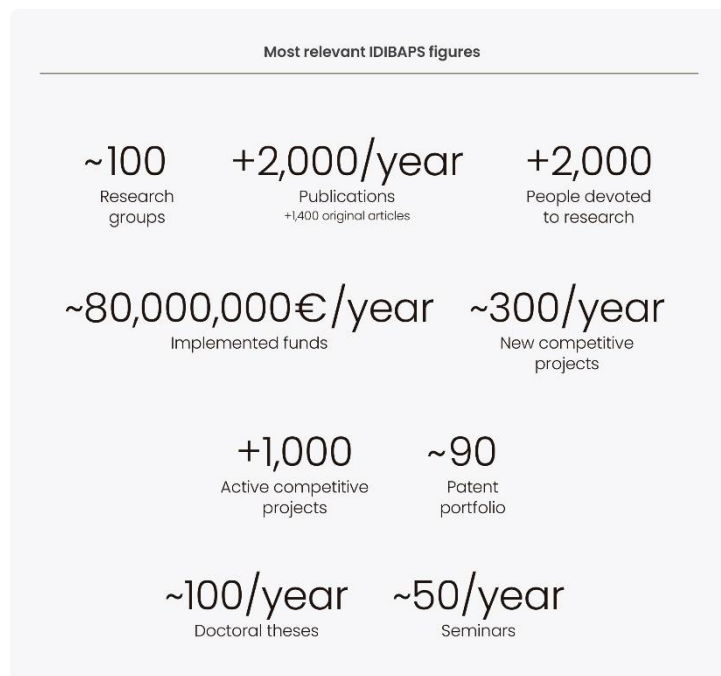 Most relevant IDIBAPS figures
~100
Research
groups
+2,000/year
Publications
+1,400 original articles
+2,000
People devoted
to research
~80,000,000€/year
Implemented funds
~300/year
New competitive
projects
+1,000
Active competitive
projects
~90
Patent
portfolio
~100/year
Doctoral theses
~50/year
Seminars